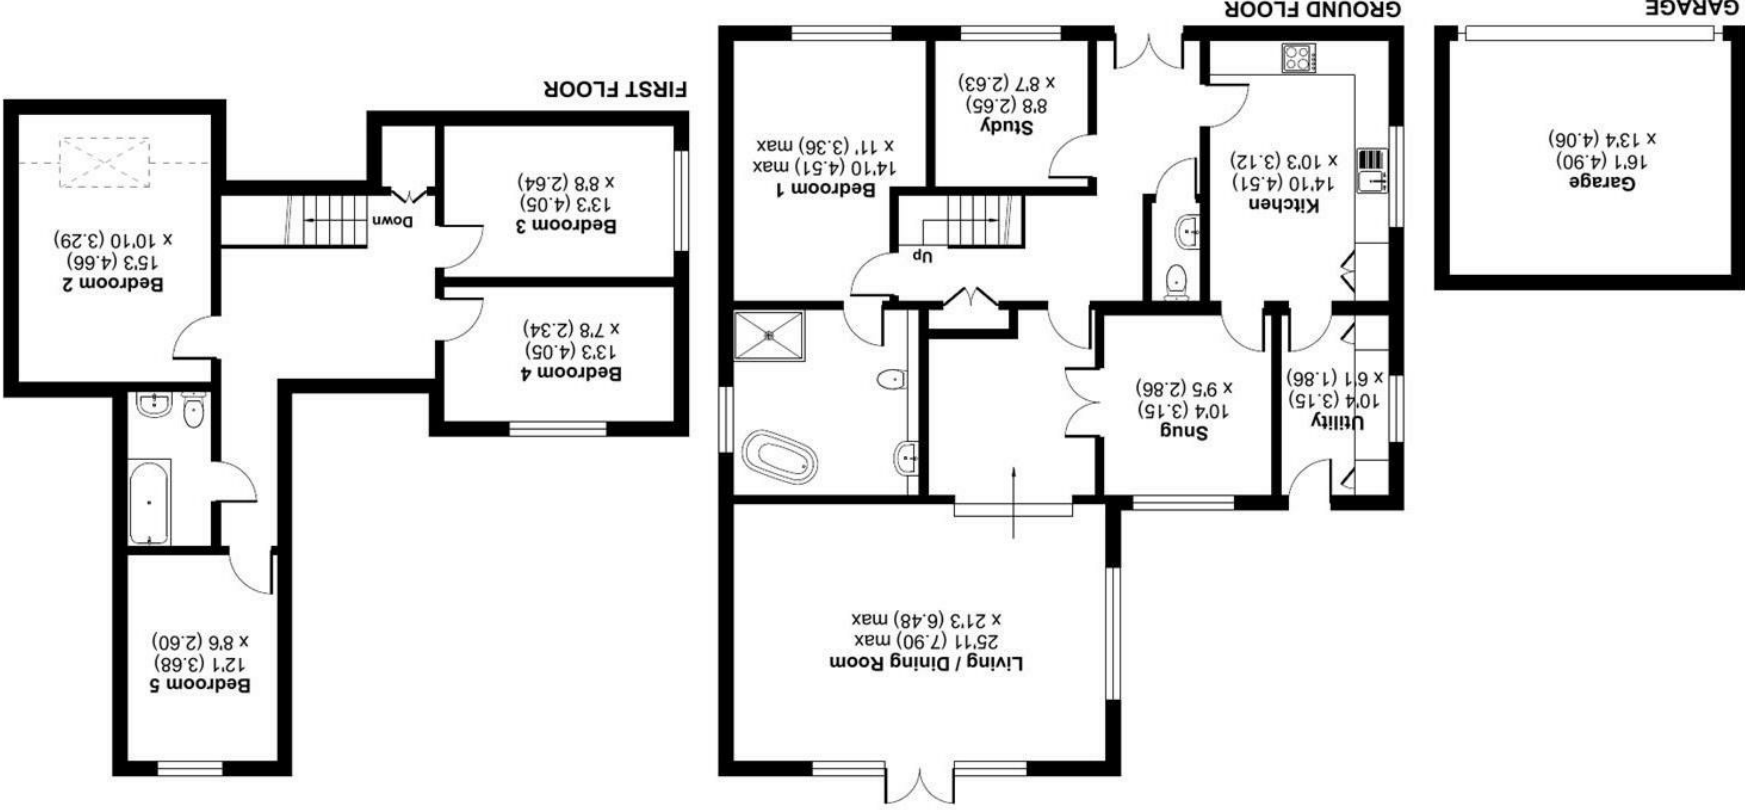 GARAGE
Garage
16'1 (4.90)
x 13'4 (4.06)
Living / Dining Room
25'11 (7.90) max
x 21'3 (6.48) max
Utility
10'4 (3.15)
x 6'1 (1.86)
Snug
10'4 (3.15)
x 9'5 (2.86)
Up
Kitchen
14'10 (4.51)
x 10'3 (3.12)
Study
8'8 (2.65)
x 8'7 (2.63)
Bedroom 1
14'10 (4.51) max
x 11' (3.36) max
GROUND FLOOR
Bedroom 5
12'1 (3.68)
x 8'6 (2.60)
Bedroom 4
13'3 (4.05)
x 7'8 (2.34)
Bedroom 2
15'3 (4.66)
x 10'10 (3.29)
Down
Bedroom 3
13'3 (4.05)
x 8'8 (2.64)
FIRST FLOOR